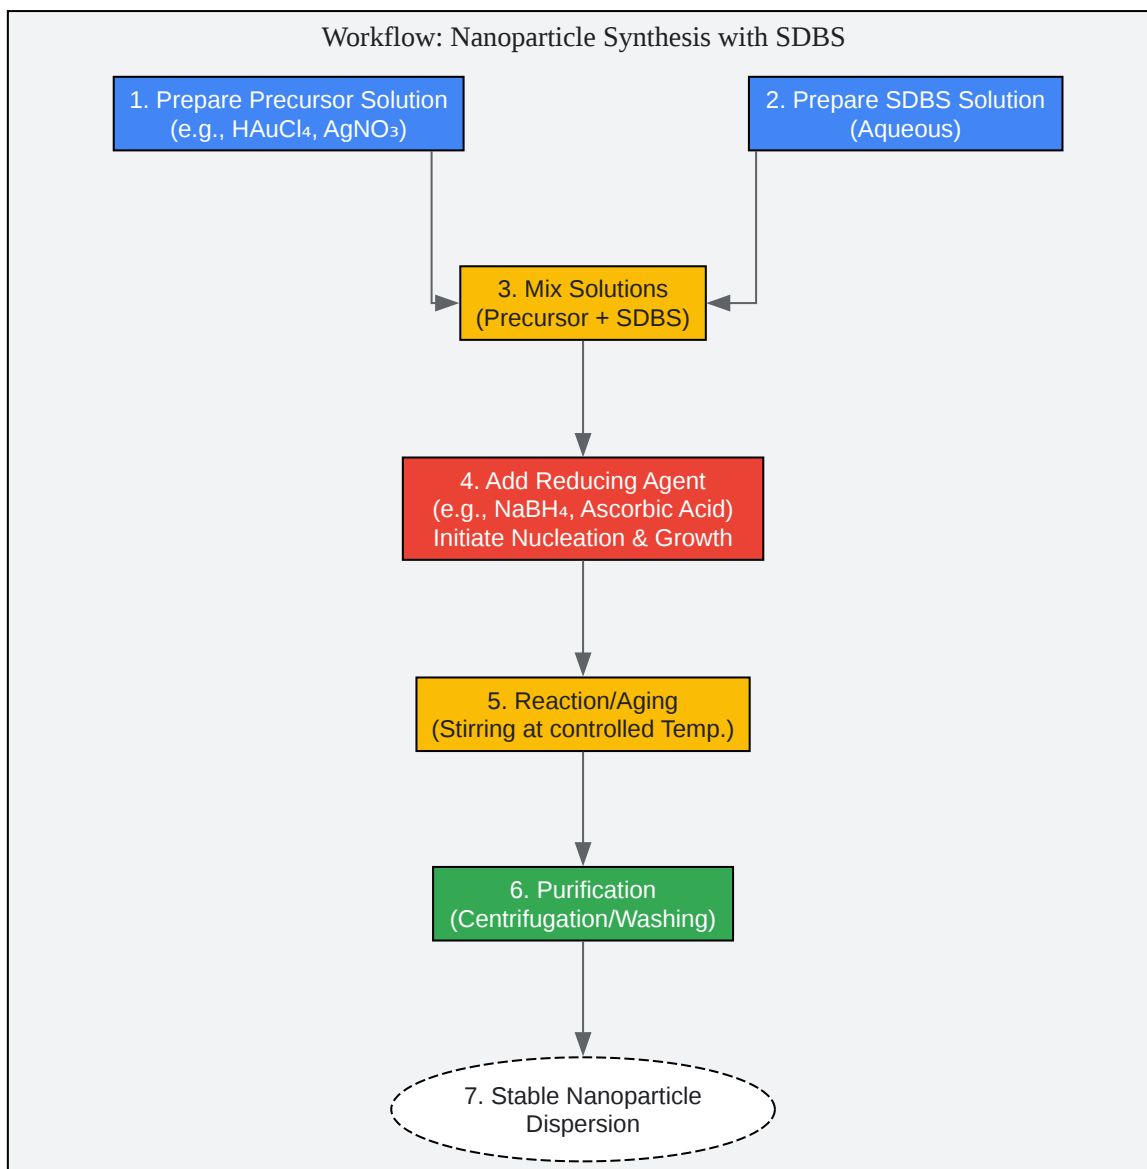 Workflow: Nanoparticle Synthesis with SDBS
1. Prepare Precursor Solution
(e.g., HAuCl₄, AgNO₃)
2. Prepare SDBS Solution
(Aqueous)
3. Mix Solutions
(Precursor + SDBS)
4. Add Reducing Agent
(e.g., NaBH₄, Ascorbic Acid)
Initiate Nucleation & Growth
5. Reaction/Aging
(Stirring at controlled Temp.)
6. Purification
(Centrifugation/Washing)
7. Stable Nanoparticle
Dispersion